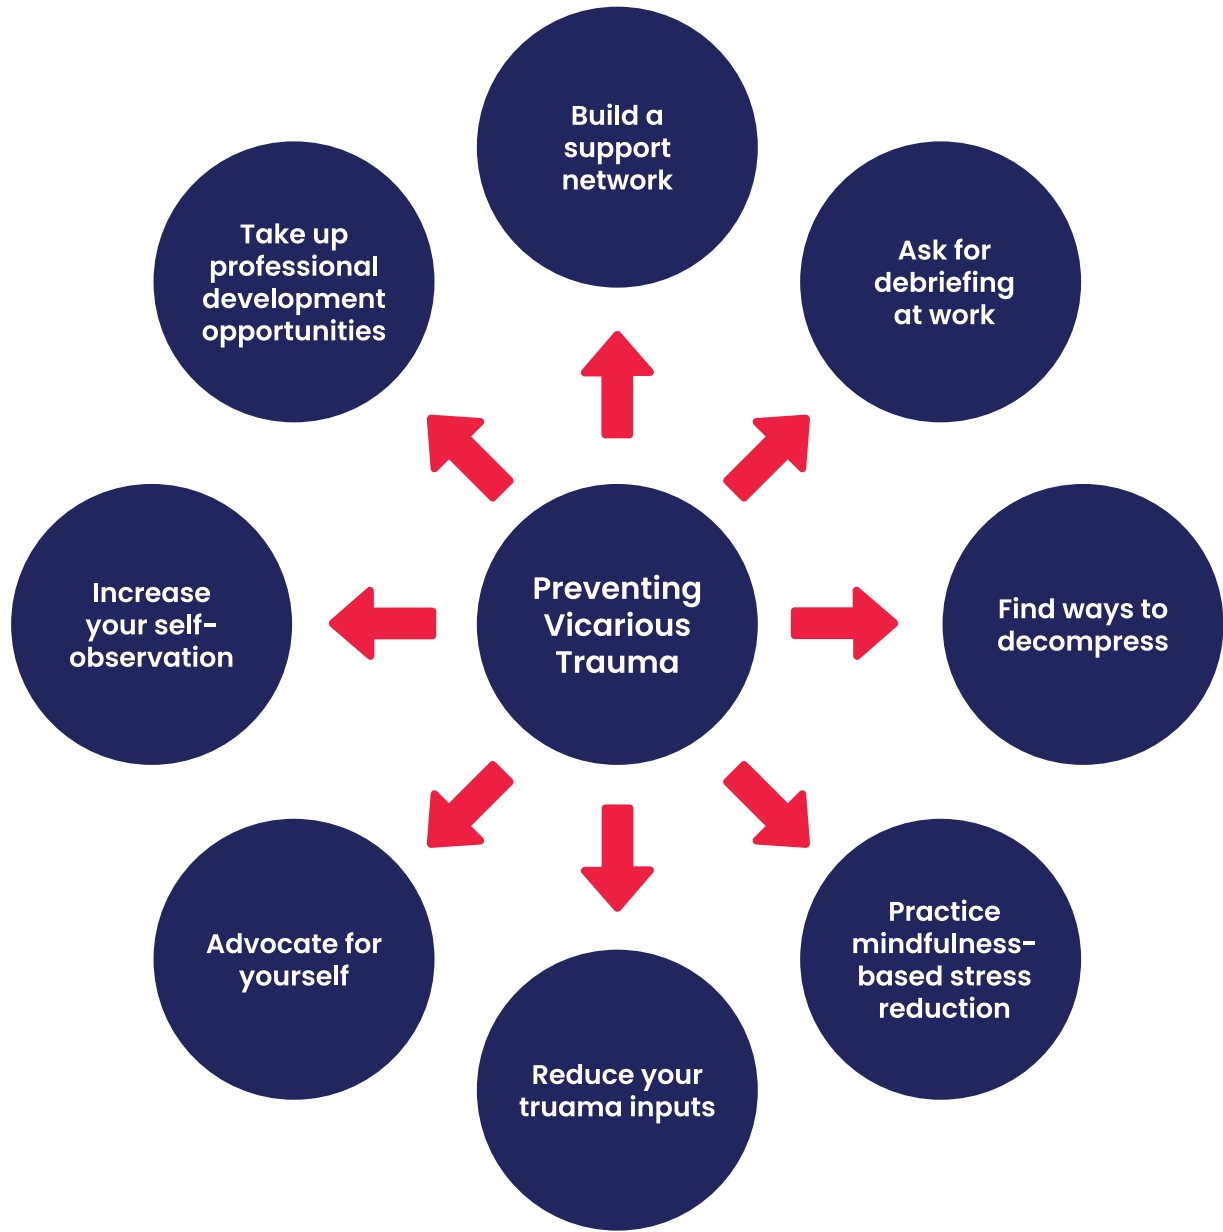 Build a
support
network
Ask for
debriefing
at work
Find ways to
decompress
Practice
mindfulness-
based stress
reduction
Reduce your
truama inputs
Advocate for
yourself
Increase
your self-
observation
Take up
professional
development
opportunities
Preventing
Vicarious
Trauma